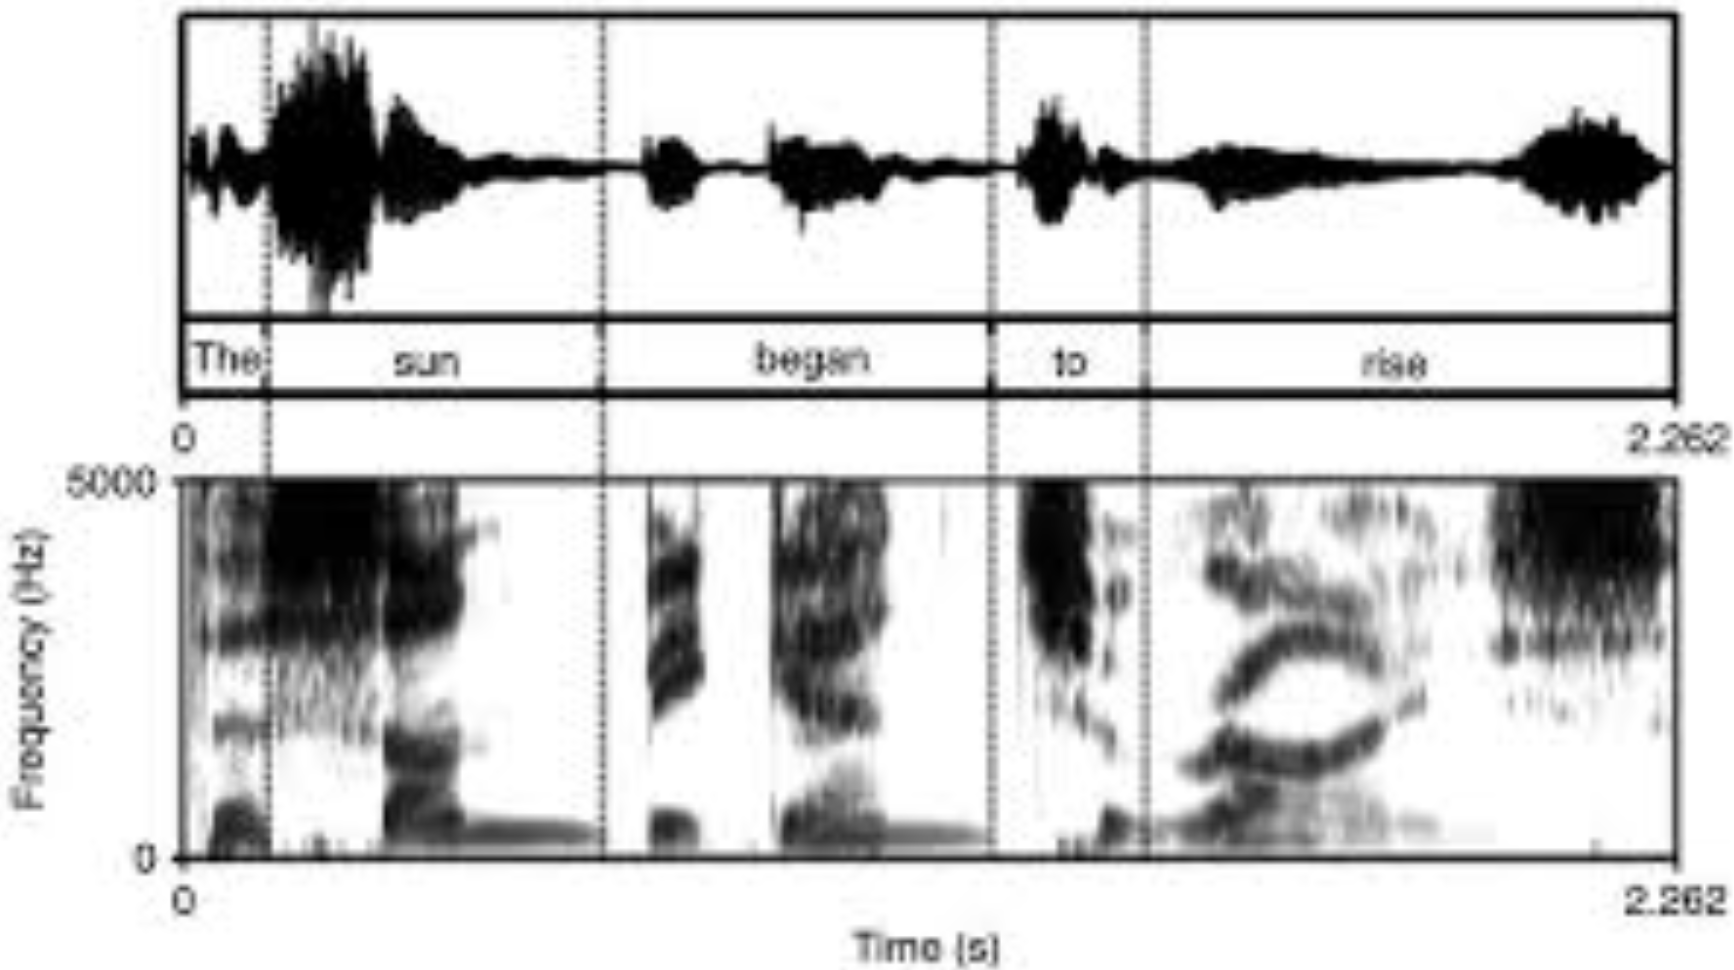 The sun began to rise
0 2.262
5000
Frequency (Hz)
0
0 2.262
Time (s)